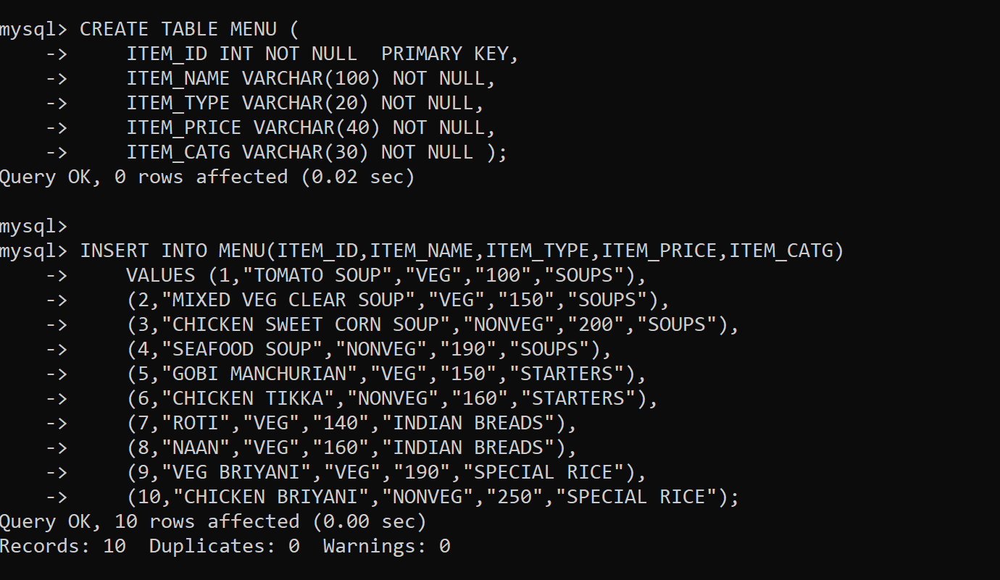 mysql> CREATE TABLE MENU (
    ->     ITEM_ID INT NOT NULL  PRIMARY KEY,
    ->     ITEM_NAME VARCHAR(100) NOT NULL,
    ->     ITEM_TYPE VARCHAR(20) NOT NULL,
    ->     ITEM_PRICE VARCHAR(40) NOT NULL,
    ->     ITEM_CATG VARCHAR(30) NOT NULL );
Query OK, 0 rows affected (0.02 sec)

mysql>
mysql> INSERT INTO MENU(ITEM_ID,ITEM_NAME,ITEM_TYPE,ITEM_PRICE,ITEM_CATG)
    ->     VALUES (1,"TOMATO SOUP","VEG","100","SOUPS"),
    ->     (2,"MIXED VEG CLEAR SOUP","VEG","150","SOUPS"),
    ->     (3,"CHICKEN SWEET CORN SOUP","NONVEG","200","SOUPS"),
    ->     (4,"SEAFOOD SOUP","NONVEG","190","SOUPS"),
    ->     (5,"GOBI MANCHURIAN","VEG","150","STARTERS"),
    ->     (6,"CHICKEN TIKKA","NONVEG","160","STARTERS"),
    ->     (7,"ROTI","VEG","140","INDIAN BREADS"),
    ->     (8,"NAAN","VEG","160","INDIAN BREADS"),
    ->     (9,"VEG BRIYANI","VEG","190","SPECIAL RICE"),
    ->     (10,"CHICKEN BRIYANI","NONVEG","250","SPECIAL RICE");
Query OK, 10 rows affected (0.00 sec)
Records: 10  Duplicates: 0  Warnings: 0